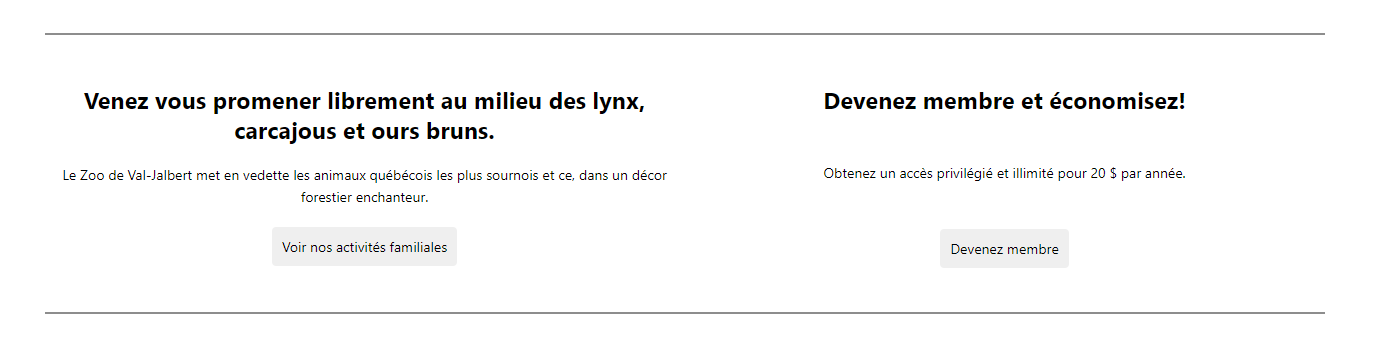 Venez vous promener librement au milieu des lynx,
carcajous et ours bruns.
Le Zoo de Val-Jalbert met en vedette les animaux québécois les plus sournois et ce, dans un décor
forestier enchanteur.
Voir nos activités familiales
Devenez membre et économisez!
Obtenez un accès privilégié et illimité pour 20 $ par année.
Devenez membre